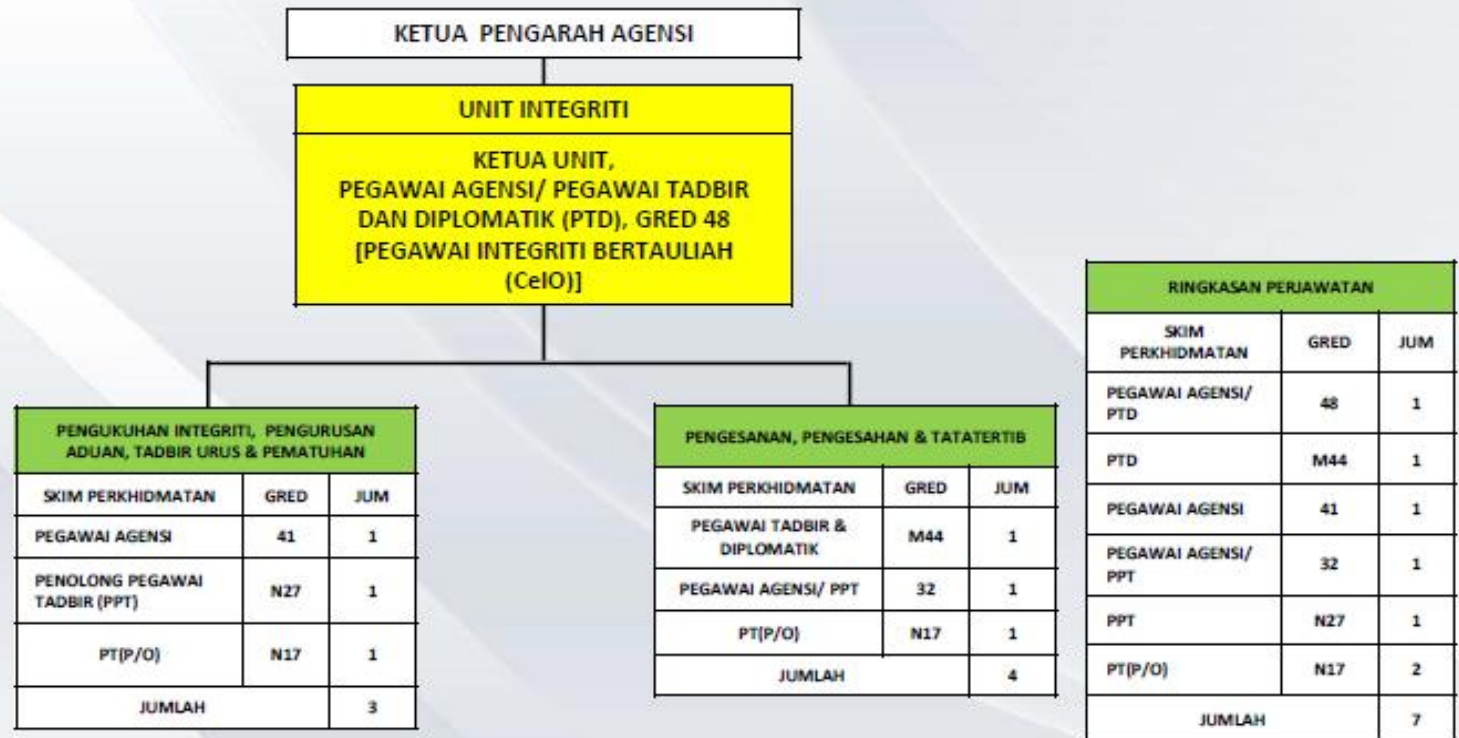 KETUA PENGARAH AGENSI
UNIT INTEGRITI
KETUA UNIT,
PEGAWAI AGENSI/ PEGAWAI TADBIR
DAN DIPLOMATIK (PTD), GRED 48
[PEGAWAI INTEGRITI BERTAULIAH
(CeIO)]
PENGUKUHAN INTEGRITI, PENGURUSAN
ADUAN, TADBIR URUS & PEMATUHAN
SKIM PERKHIDMATAN GRED JUM
PEGAWAI AGENSI 41 1
PENOLONG PEGAWAI
TADBIR (PPT) N27 1
PT(P/O) N17 1
JUMLAH 3
PENGESANAN, PENGESAHAN & TATATERTIB
SKIM PERKHIDMATAN GRED JUM
PEGAWAI TADBIR &
DIPLOMATIK M44 1
PEGAWAI AGENSI/ PPT 32 1
PT(P/O) N17 1
JUMLAH 4
RINGKASAN PERJAWATAN
SKIM
PERKHIDMATAN GRED JUM
PEGAWAI AGENSI/
PTD 48 1
PTD M44 1
PEGAWAI AGENSI 41 1
PEGAWAI AGENSI/
PPT 32 1
PPT N27 1
PT(P/O) N17 2
JUMLAH 7